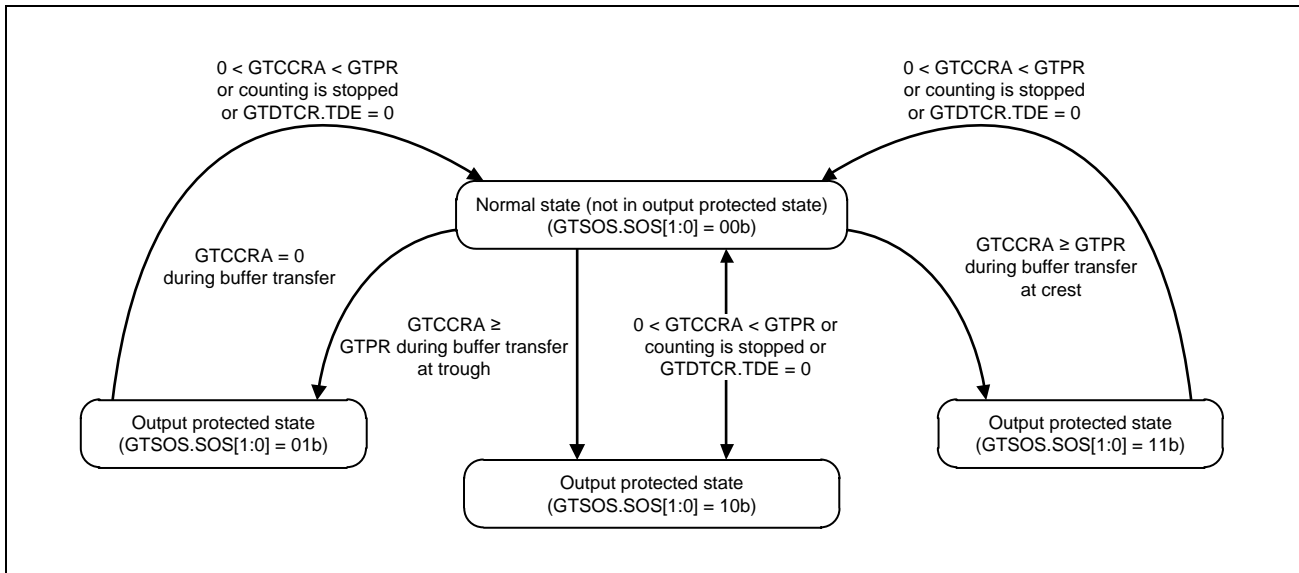 0 < GTCCRA < GTPR
or counting is stopped
or GTDTCR.TDE = 0
0 < GTCCRA < GTPR
or counting is stopped
or GTDTCR.TDE = 0
Normal state (not in output protected state)
(GTSOS.SOS[1:0] = 00b)
GTCCRA = 0
during buffer transfer
GTCCRA ≥ GTPR
during buffer transfer
at crest
GTCCRA ≥
GTPR during buffer transfer
at trough
0 < GTCCRA < GTPR or
counting is stopped or
GTDTCR.TDE = 0
Output protected state
(GTSOS.SOS[1:0] = 01b)
Output protected state
(GTSOS.SOS[1:0] = 11b)
Output protected state
(GTSOS.SOS[1:0] = 10b)